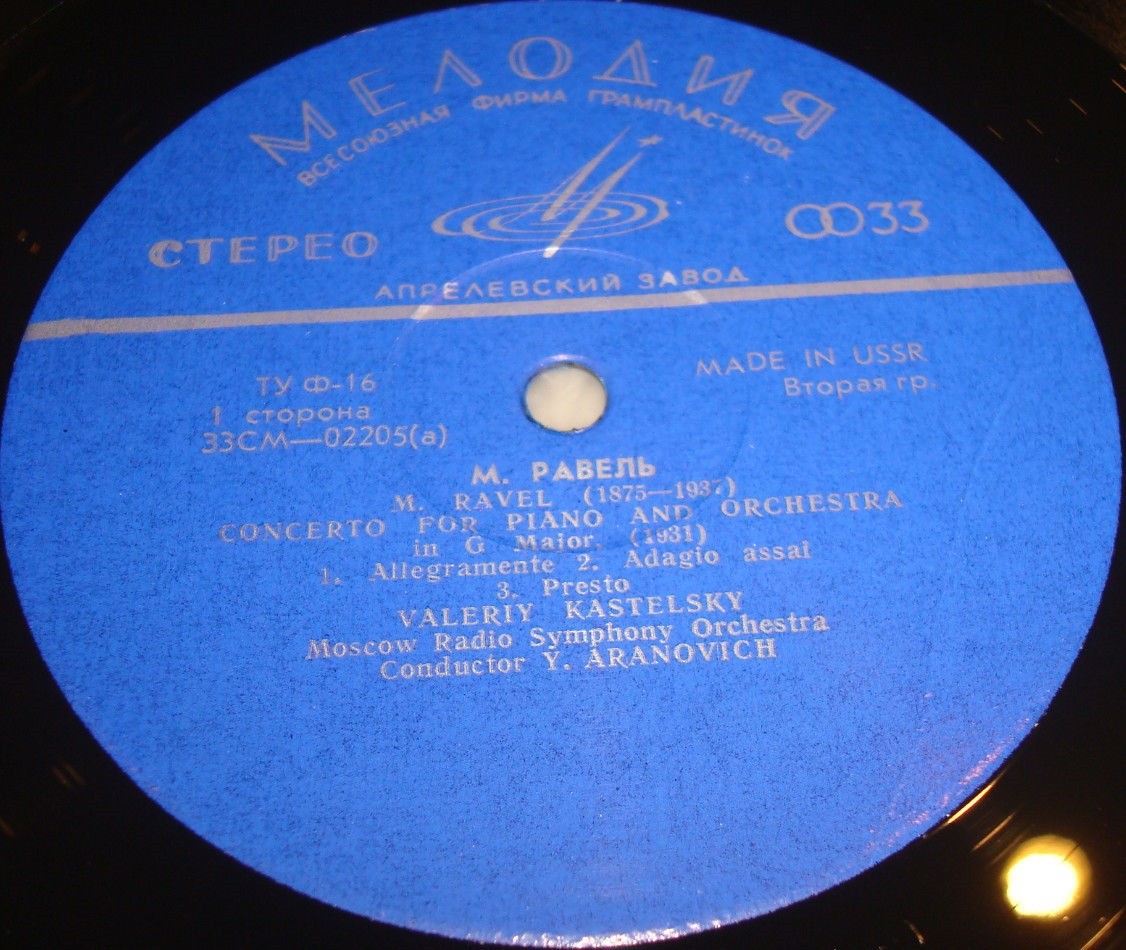 МЕЛОДИЯ
ВСЕСОЮЗНАЯ ФИРМА ГРАМПЛАСТИНОК
СТЕРЕО
33
АПРЕЛЕВСКИЙ ЗАВОД
ТУ Ф-16
MADE IN USSR
1 сторона
Вторая гр.
33СМ—02205(а)
М. РАВЕЛЬ
M. RAVEL (1875—1937)
CONCERTO FOR PIANO AND ORCHESTRA
in G Major. (1931)
1. Allegramente 2. Adagio assai
3. Presto
VALERIY KASTELSKY
Moscow Radio Symphony Orchestra
Conductor Y. ARANOVICH